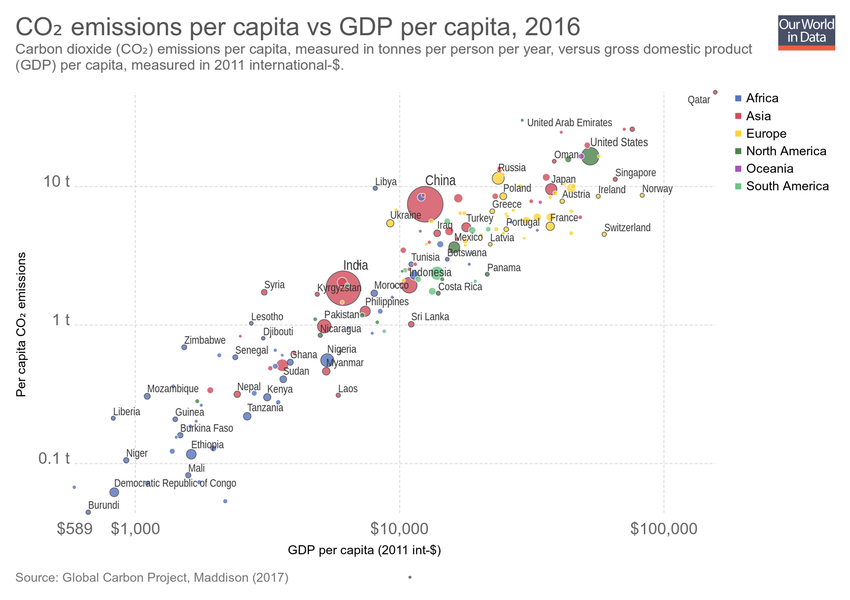 CO₂ emissions per capita vs GDP per capita, 2016
Our World
in Data
Carbon dioxide (CO₂) emissions per capita, measured in tonnes per person per year, versus gross domestic product
(GDP) per capita, measured in 2011 international-$.
Qatar
Africa
Asia
Europe
North America
Oceania
South America
United Arab Emirates
United States
Oman
Russia
Singapore
Libya
China
Japan
10 t
Poland
Austria
Ireland
Norway
Greece
Ukraine
Turkey
Portugal
France
Iraq
Switzerland
Mexico
Latvia
Botswana
Tunisia
India
Indonesia
Panama
Syria
Kyrgyzstan
Morocco
Costa Rica
Philippines
Pakistan
Sri Lanka
Lesotho
1 t
Nicaragua
Djibouti
Zimbabwe
Senegal
Ghana
Nigeria
Myanmar
Sudan
Nepal
Kenya
Laos
Mozambique
Liberia
Guinea
Tanzania
Burkina Faso
Ethiopia
Niger
0.1 t
Mali
Democratic Republic of Congo
Burundi
Per capita CO₂ emissions
$589
$1,000
$10,000
$100,000
GDP per capita (2011 int-$)
Source: Global Carbon Project, Maddison (2017)